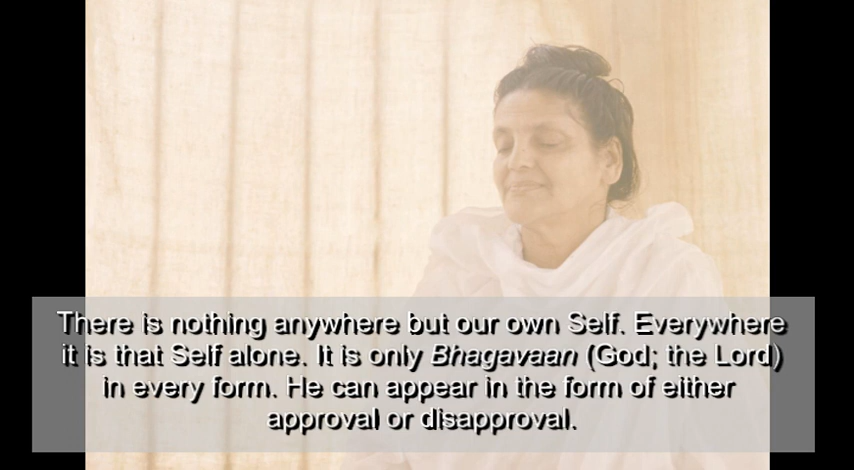 There is nothing anywhere but our own Self. Everywhere
it is that Self alone. It is only Bhagavaan (God; the Lord)
in every form. He can appear in the form of either
approval or disapproval.